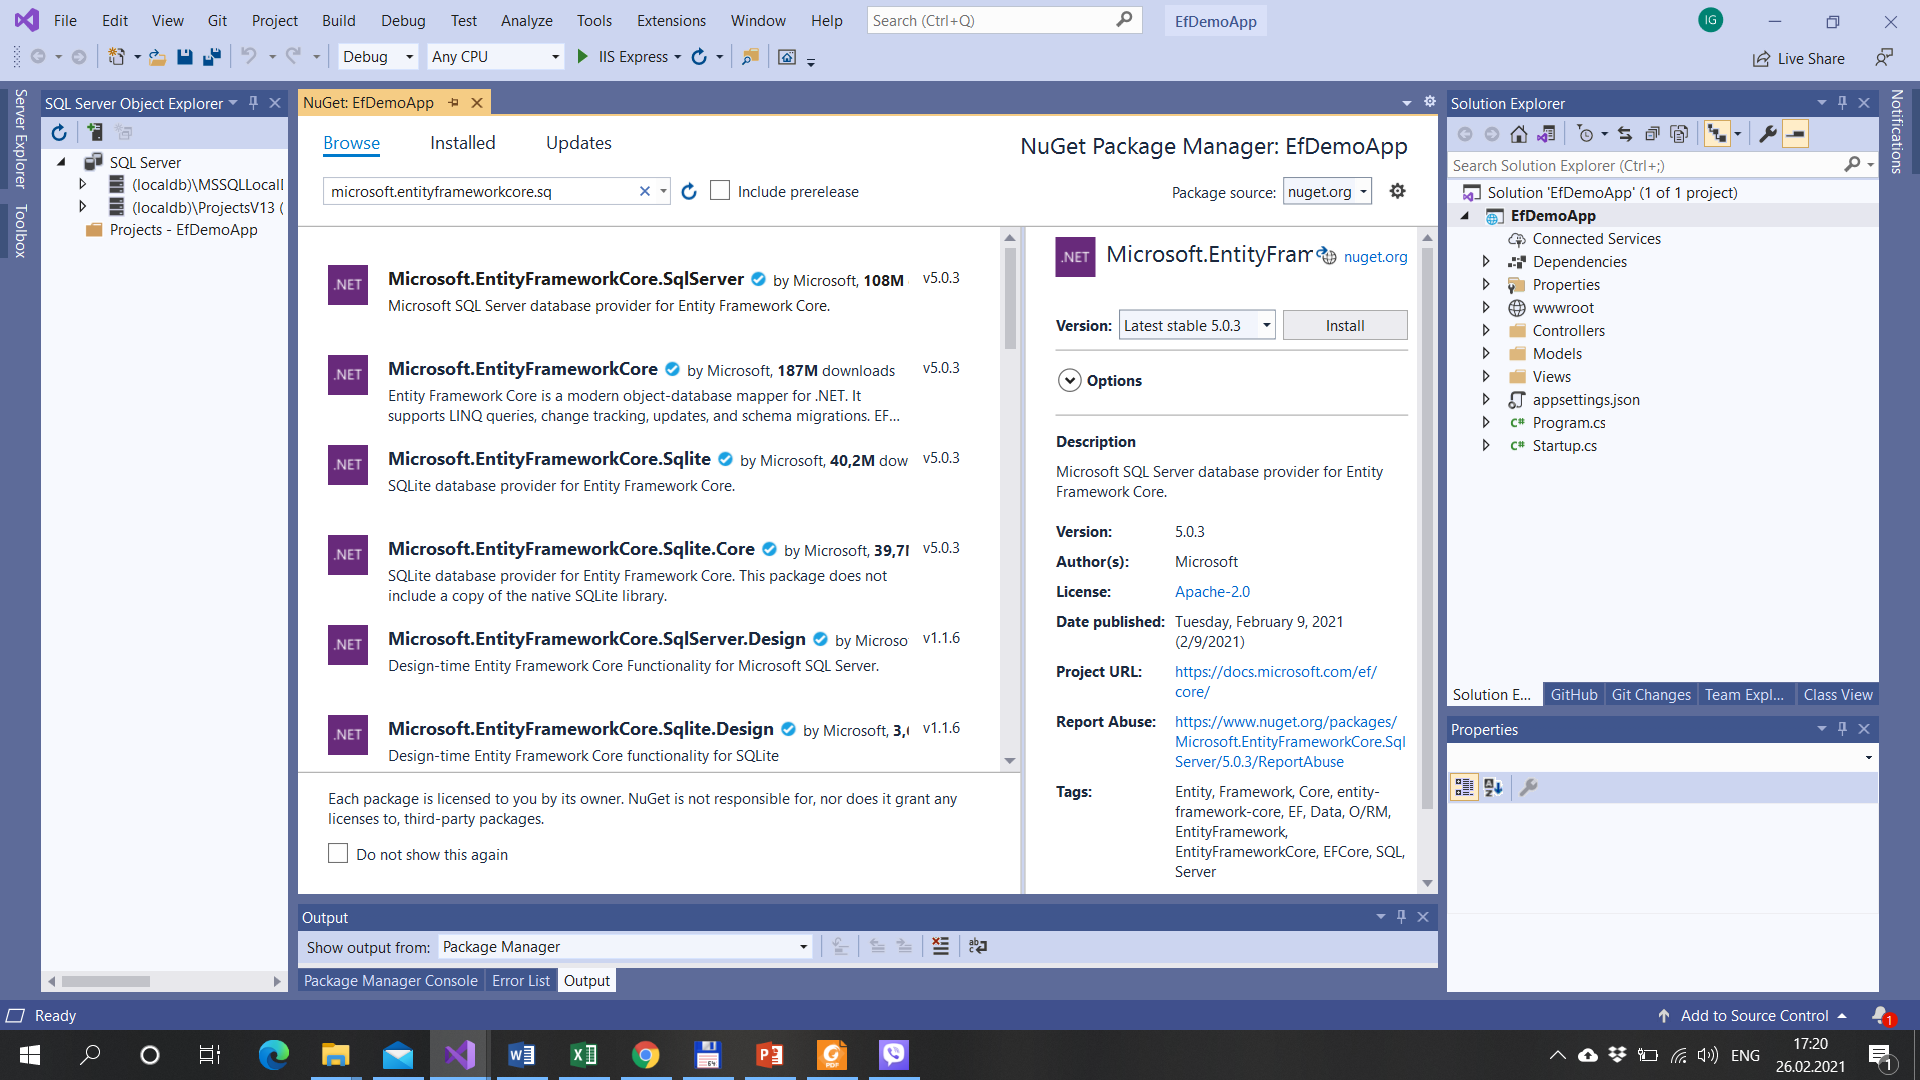 File Edit View Git Project Build Debug Test Analyze Tools Extensions Window Help Search (Ctrl+Q) EfDemoApp IG
Debug Any CPU IIS Express Live Share
Server Explorer
Toolbox
SQL Server Object Explorer
SQL Server
(localdb)\MSSQLLocalI
(localdb)\ProjectsV13 (
Projects - EfDemoApp
NuGet: EfDemoApp
Browse Installed Updates
NuGet Package Manager: EfDemoApp
microsoft.entityframeworkcore.sq
Include prerelease
Package source: nuget.org
.NET
Microsoft.EntityFrameworkCore.SqlServer by Microsoft, 108M v5.0.3
Microsoft SQL Server database provider for Entity Framework Core.
.NET
Microsoft.EntityFrameworkCore by Microsoft, 187M downloads v5.0.3
Entity Framework Core is a modern object-database mapper for .NET. It
supports LINQ queries, change tracking, updates, and schema migrations. EF...
.NET
Microsoft.EntityFrameworkCore.Sqlite by Microsoft, 40,2M dow v5.0.3
SQLite database provider for Entity Framework Core.
.NET
Microsoft.EntityFrameworkCore.Sqlite.Core by Microsoft, 39,7 v5.0.3
SQLite database provider for Entity Framework Core. This package does not
include a copy of the native SQLite library.
.NET
Microsoft.EntityFrameworkCore.SqlServer.Design by Microso v1.1.6
Design-time Entity Framework Core Functionality for Microsoft SQL Server.
.NET
Microsoft.EntityFrameworkCore.Sqlite.Design by Microsoft, 3, v1.1.6
Design-time Entity Framework Core functionality for SQLite
Each package is licensed to you by its owner. NuGet is not responsible for, nor does it grant any
licenses to, third-party packages.
Do not show this again
.NET
Microsoft.EntityFram nuget.org
Version: Latest stable 5.0.3 Install
Options
Description
Microsoft SQL Server database provider for Entity
Framework Core.
Version: 5.0.3
Author(s): Microsoft
License: Apache-2.0
Date published: Tuesday, February 9, 2021
(2/9/2021)
Project URL: https://docs.microsoft.com/ef/
core/
Report Abuse: https://www.nuget.org/packages/
Microsoft.EntityFrameworkCore.Sql
Server/5.0.3/ReportAbuse
Tags: Entity, Framework, Core, entity-
framework-core, EF, Data, O/RM,
EntityFramework,
EntityFrameworkCore, EFCore, SQL,
Server
Output
Show output from: Package Manager
Package Manager Console Error List Output
Solution Explorer
Search Solution Explorer (Ctrl+;)
Solution 'EfDemoApp' (1 of 1 project)
EfDemoApp
Connected Services
Dependencies
Properties
wwwroot
Controllers
Models
Views
appsettings.json
C# Program.cs
C# Startup.cs
Solution E... GitHub Git Changes Team Expl... Class View
Properties
Notifications
Ready
Add to Source Control 1
ENG
17:20
26.02.2021
1